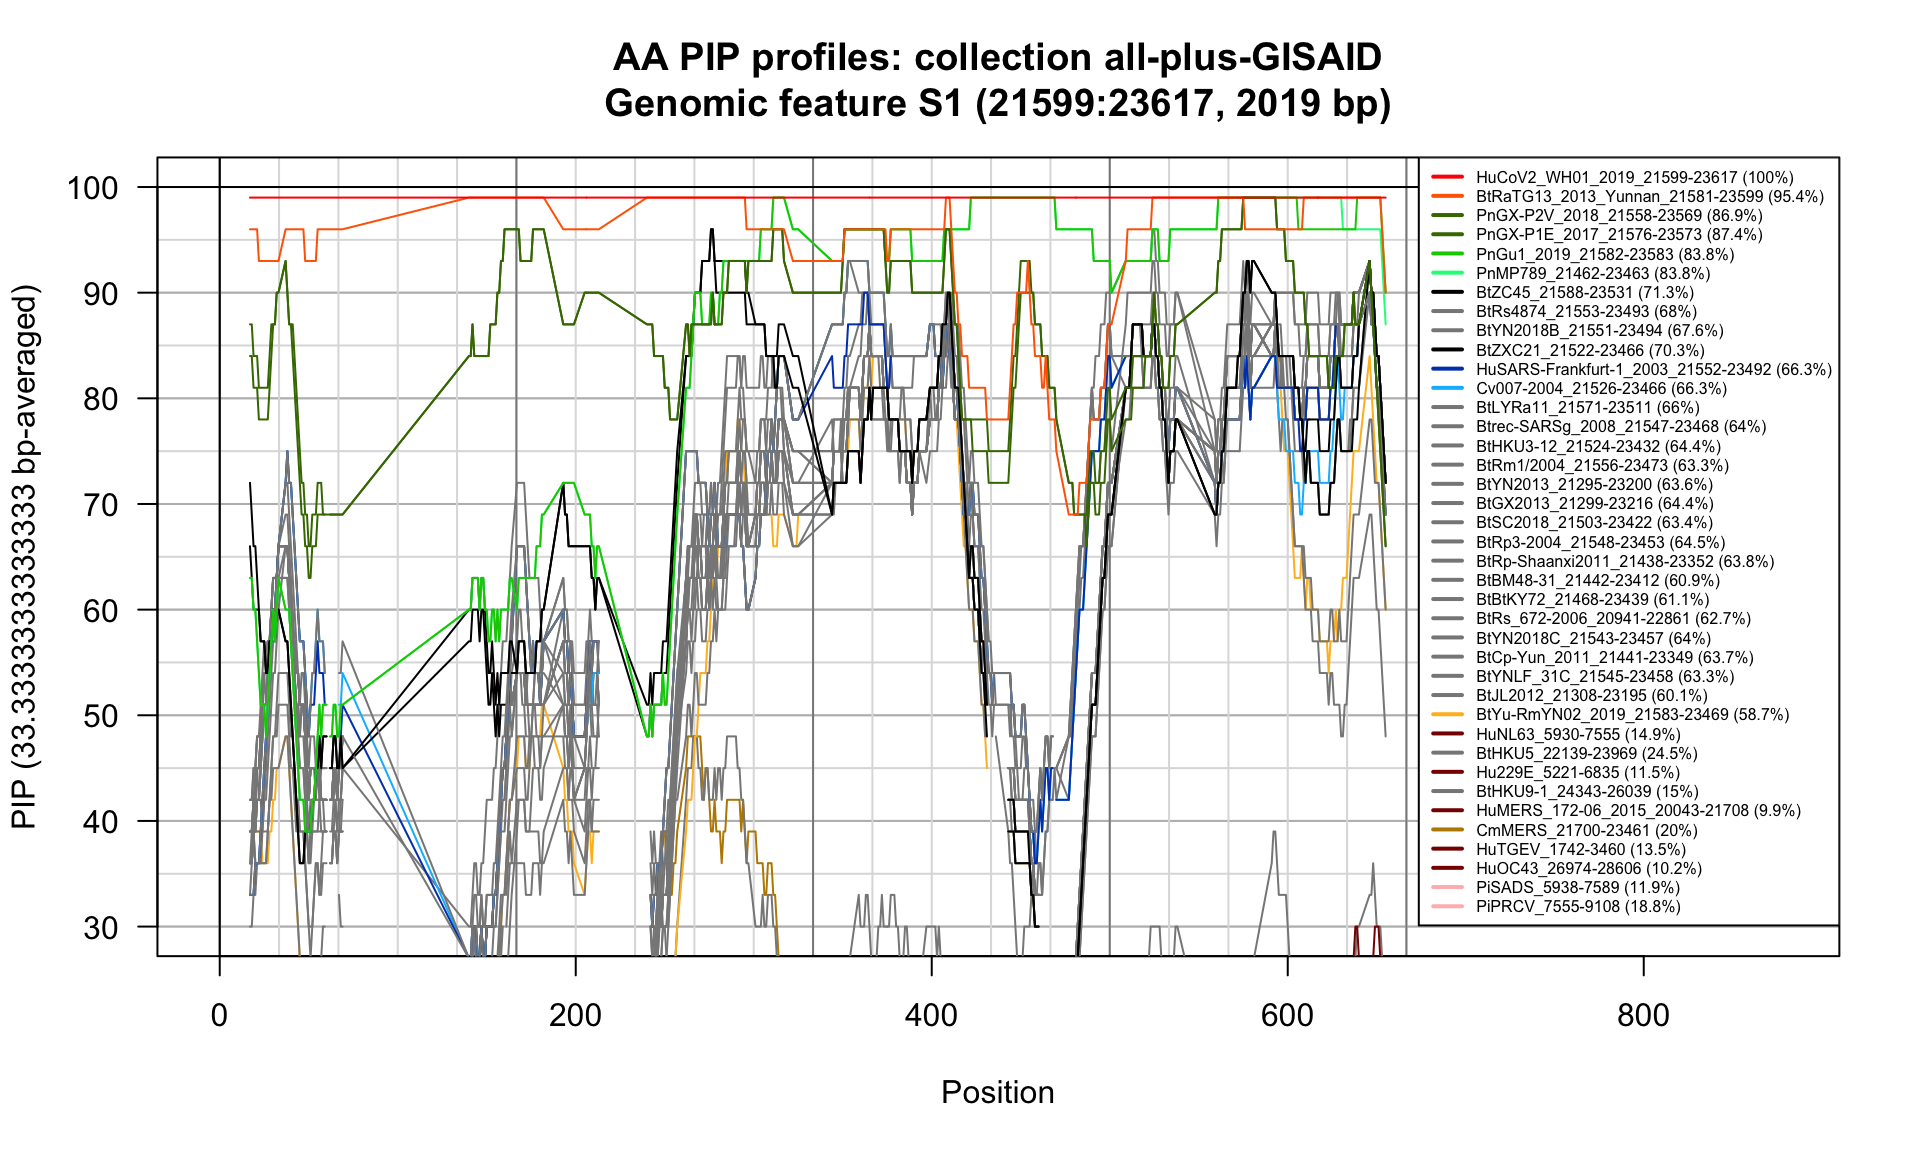 AA PIP profiles: collection all-plus-GISAID
Genomic feature S1 (21599:23617, 2019 bp)
PIP (33.3333333333333 bp-averaged)
100
90
80
70
60
50
40
30
0
200
400
600
800
Position
HuCoV2_WH01_2019_21599-23617 (100%)
BtRaTG13_2013_Yunnan_21581-23599 (95.4%)
PnGX-P2V_2018_21558-23569 (86.9%)
PnGX-P1E_2017_21576-23573 (87.4%)
PnGu1_2019_21582-23583 (83.8%)
PnMP789_21462-23463 (83.8%)
BtZC45_21588-23531 (71.3%)
BtRs4874_21553-23493 (68%)
BtYN2018B_21551-23494 (67.6%)
BtZXC21_21522-23466 (70.3%)
HuSARS-Frankfurt-1_2003_21552-23492 (66.3%)
Cv007-2004_21526-23466 (66.3%)
BtLYRa11_21571-23511 (66%)
Btrec-SARSg_2008_21547-23468 (64%)
BtHKU3-12_21524-23432 (64.4%)
BtRm1/2004_21556-23473 (63.3%)
BtYN2013_21295-23200 (63.6%)
BtGX2013_21299-23216 (64.4%)
BtSC2018_21503-23422 (63.4%)
BtRp3-2004_21548-23453 (64.5%)
BtRp-Shaanxi2011_21438-23352 (63.8%)
BtBM48-31_21442-23412 (60.9%)
BtBtKY72_21468-23439 (61.1%)
BtRs_672-2006_20941-22861 (62.7%)
BtYN2018C_21543-23457 (64%)
BtCp-Yun_2011_21441-23349 (63.7%)
BtYNLF_31C_21545-23458 (63.3%)
BtJL2012_21308-23195 (60.1%)
BtYu-RmYN02_2019_21583-23469 (58.7%)
HuNL63_5930-7555 (14.9%)
BtHKU5_22139-23969 (24.5%)
Hu229E_5221-6835 (11.5%)
BtHKU9-1_24343-26039 (15%)
HuMERS_172-06_2015_20043-21708 (9.9%)
CmMERS_21700-23461 (20%)
HuTGEV_1742-3460 (13.5%)
HuOC43_26974-28606 (10.2%)
PiSADS_5938-7589 (11.9%)
PiPRCV_7555-9108 (18.8%)